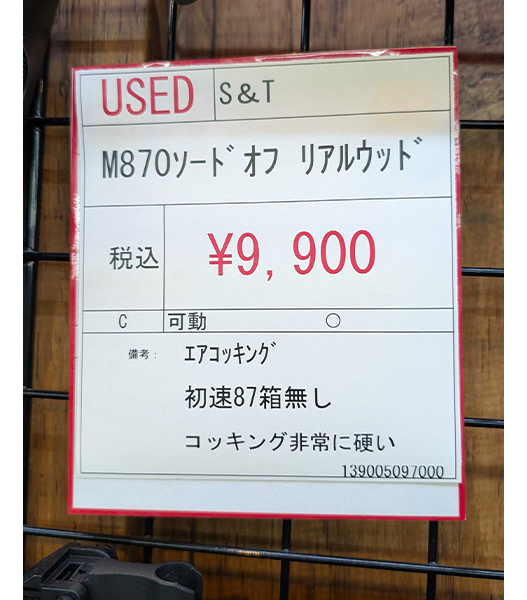 USED S&T
M870ソードオフ リアルウッド
税込 ¥9,900
C 可動 ○
備考: エアコッキング
初速87箱無し
コッキング非常に硬い
139005097000